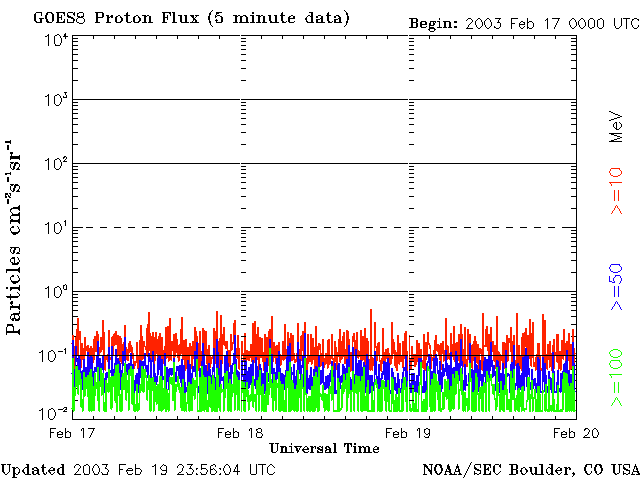 GOES8 Proton Flux (5 minute data)
Begin: 2003 Feb 17 0000 UTC
10⁴
10³
10²
10¹
10⁰
10⁻¹
10⁻²
Particles cm⁻²s⁻¹sr⁻¹
MeV
>=10
>=50
>=100
Feb 17 Feb 18 Feb 19 Feb 20
Universal Time
Updated 2003 Feb 19 23:56:04 UTC
NOAA/SEC Boulder, CO USA